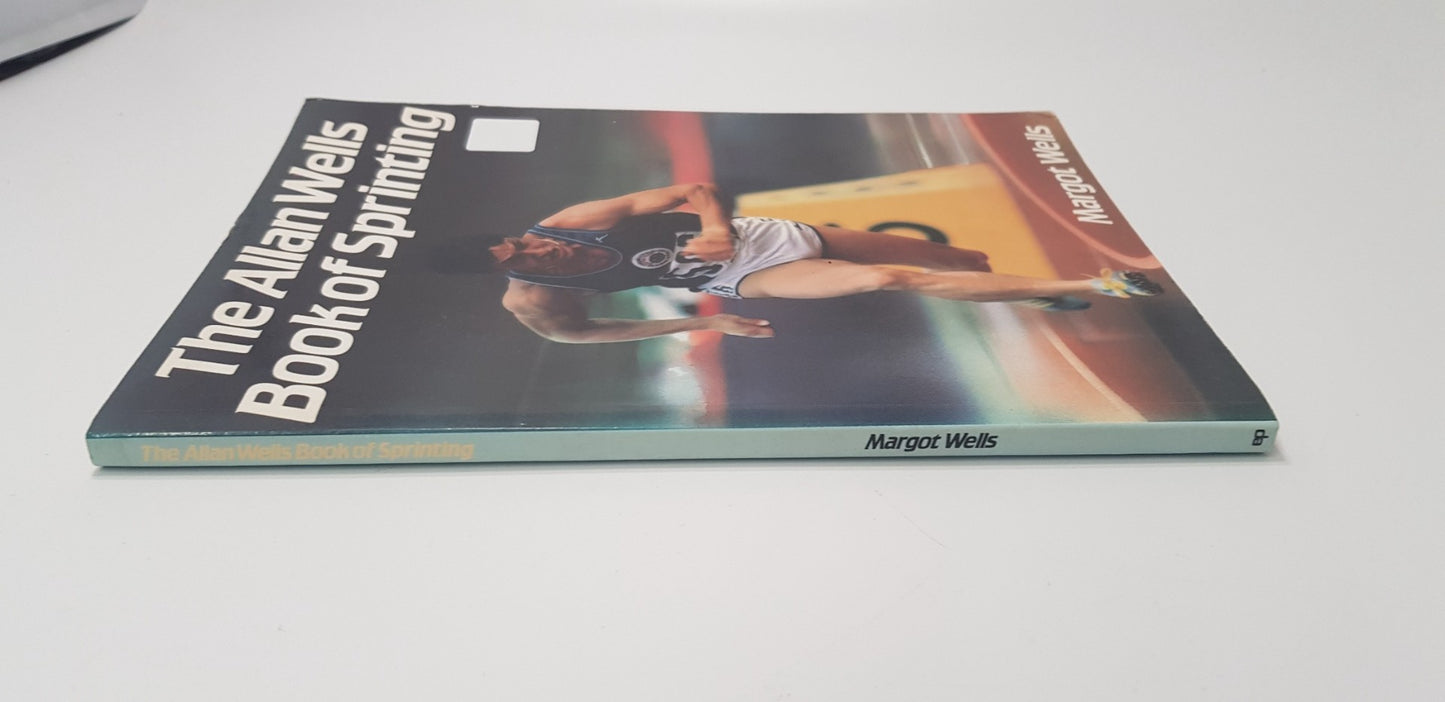 The Allan Wells
Book of Sprinting
Margot Wells
The Allan Wells Book of Sprinting
Margot Wells